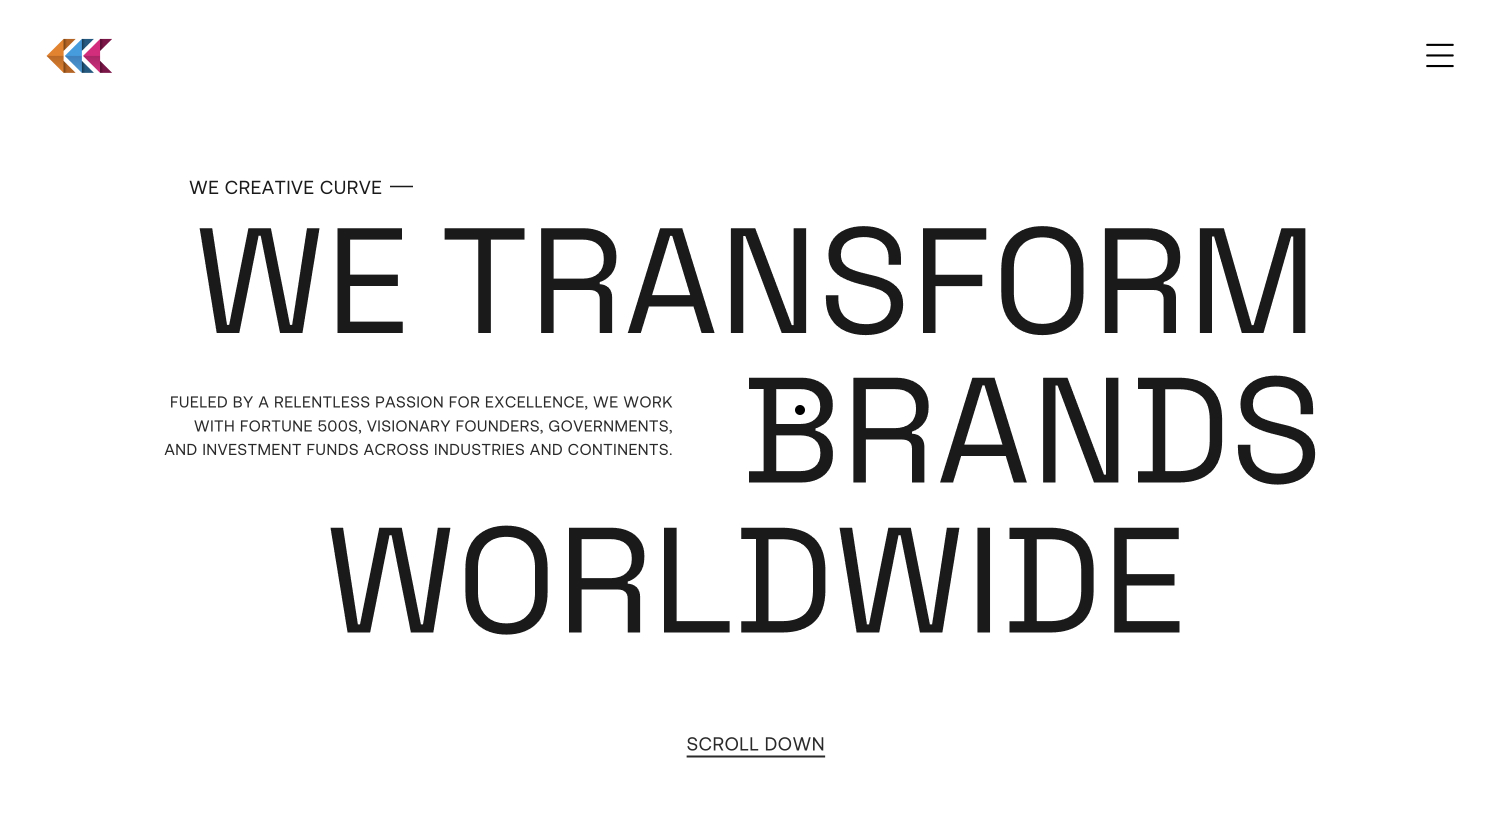 WE CREATIVE CURVE —
WE TRANSFORM
FUELED BY A RELENTLESS PASSION FOR EXCELLENCE, WE WORK
WITH FORTUNE 500S, VISIONARY FOUNDERS, GOVERNMENTS,
AND INVESTMENT FUNDS ACROSS INDUSTRIES AND CONTINENTS.
BRANDS
WORLDWIDE
SCROLL DOWN